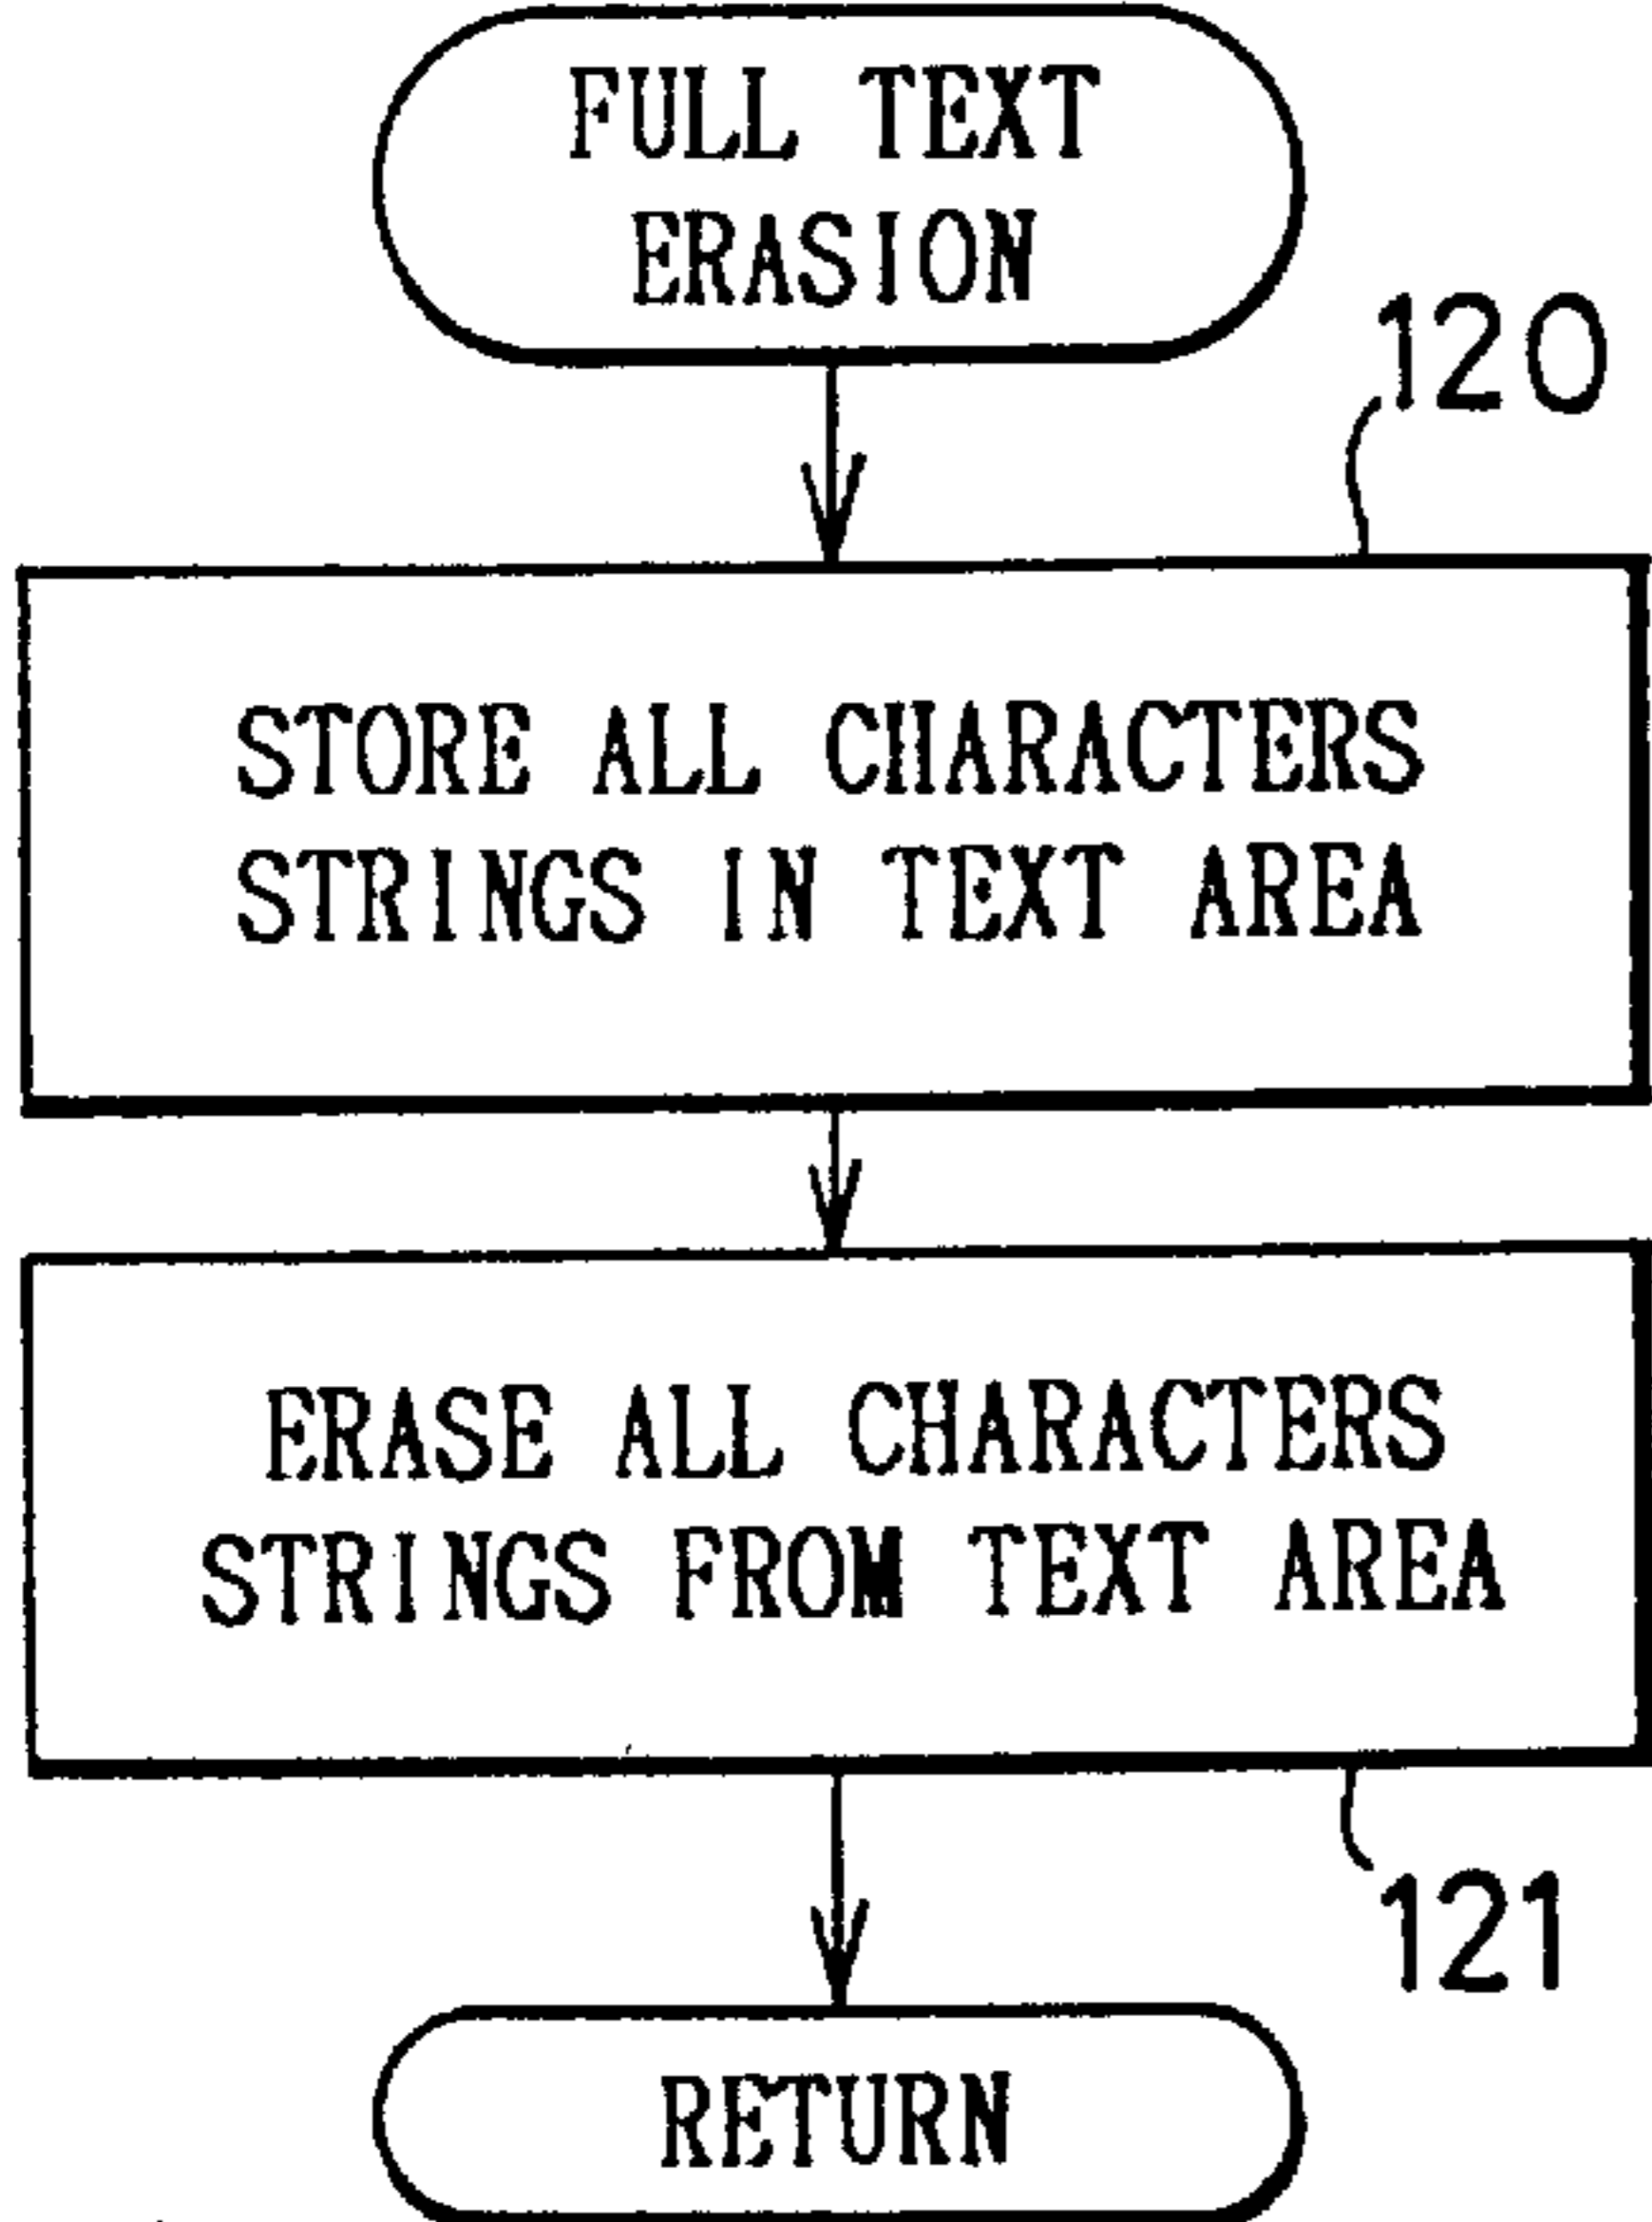 FULL TEXT
ERASION
120
STORE ALL CHARACTERS
STRINGS IN TEXT AREA
ERASE ALL CHARACTERS
STRINGS FROM TEXT AREA
121
RETURN